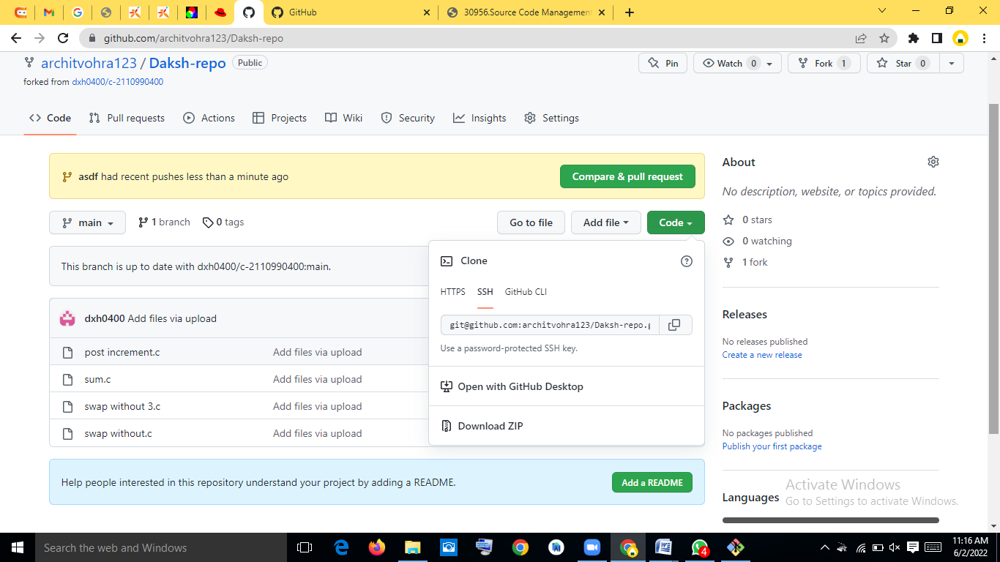 GitHub
30956.Source Code Management
github.com/architvohra123/Daksh-repo
architvohra123 / Daksh-repo Public
Pin Watch 0 Fork 1 Star 0
forked from dxh0400/c-2110990400
Code Pull requests Actions Projects Wiki Security Insights Settings
asdf had recent pushes less than a minute ago Compare & pull request
main 1 branch 0 tags Go to file Add file Code
This branch is up to date with dxh0400/c-2110990400:main.
dxh0400 Add files via upload
post increment.c Add files via upload
sum.c Add files via upload
swap without 3.c Add files via upload
swap without.c Add files via upload
Clone
HTTPS SSH GitHub CLI
git@github.com:architvohra123/Daksh-repo.g
Use a password-protected SSH key.
Open with GitHub Desktop
Download ZIP
Help people interested in this repository understand your project by adding a README. Add a README
About
No description, website, or topics provided.
0 stars
0 watching
1 fork
Releases
No releases published
Create a new release
Packages
No packages published
Publish your first package
Languages
Activate Windows
Go to Settings to activate Windows.
Search the web and Windows
4
11:16 AM
6/2/2022